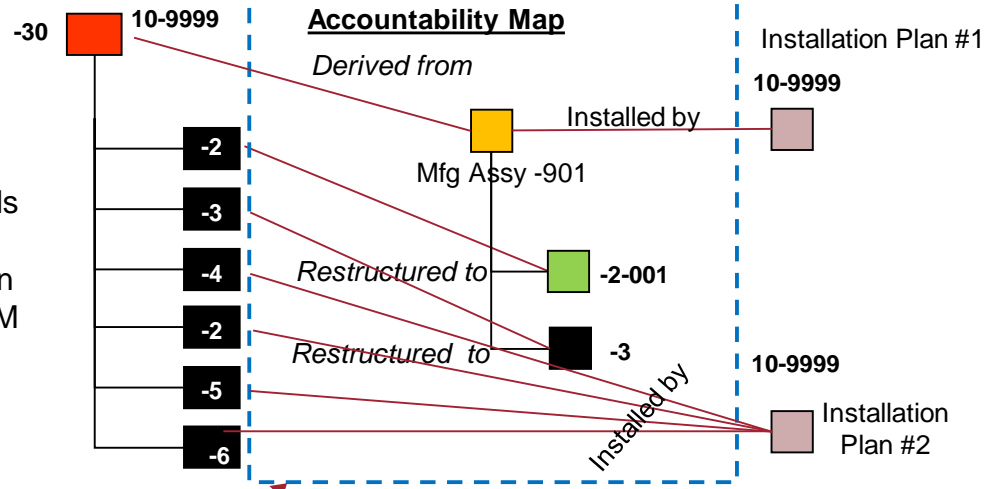 -30
10-9999
Accountability Map
Installation Plan #1
Derived from
10-9999
Installed by
-2
Mfg Assy -901
-3
-4
Restructured to
-2-001
-2
Restructured to
-3
10-9999
-5
Installed by
Installation
Plan #2
-6